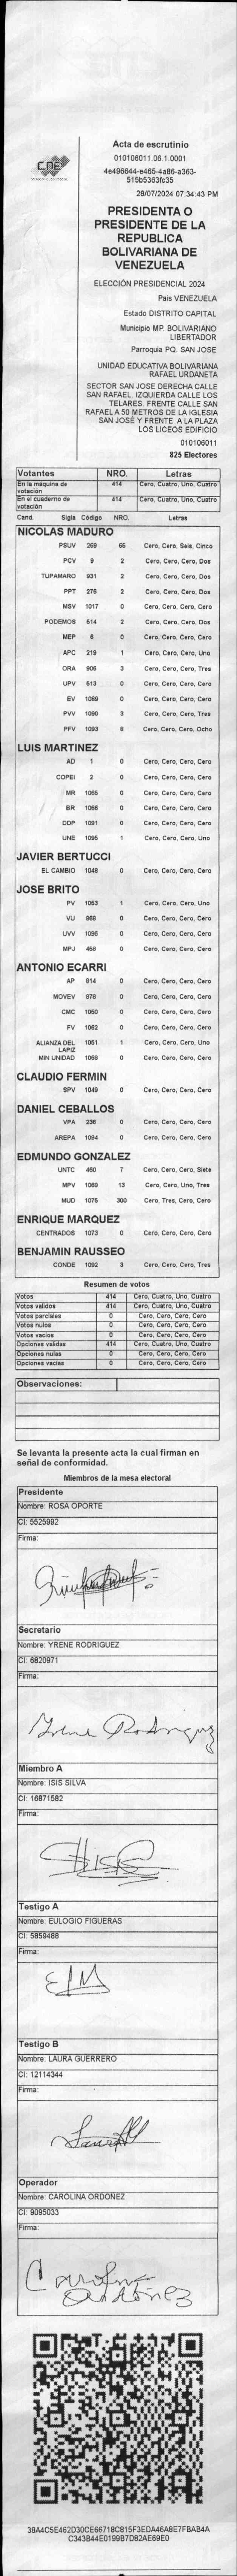 CNE
Acta de escrutinio
010106011.06.1.0001
4e496644-e465-4a86-a363-
515b5363fc35
28/07/2024 07:34:43 PM
PRESIDENTA O
PRESIDENTE DE LA
REPUBLICA
BOLIVARIANA DE
VENEZUELA
ELECCIÓN PRESIDENCIAL 2024
Pais VENEZUELA
Estado DISTRITO CAPITAL
Municipio MP. BOLIVARIANO
LIBERTADOR
Parroquia PQ. SAN JOSE
UNIDAD EDUCATIVA BOLIVARIANA
RAFAEL URDANETA
SECTOR SAN JOSE DERECHA CALLE
SAN RAFAEL. IZQUIERDA CALLE LOS
TELARES. FRENTE CALLE SAN
RAFAEL A 50 METROS DE LA IGLESIA
SAN JOSÉ Y FRENTE A LA PLAZA
LOS LICEOS EDIFICIO
010106011
825 Electores
Votantes NRO. Letras
En la máquina de votación 414 Cero, Cuatro, Uno, Cuatro
En el cuaderno de votación 414 Cero, Cuatro, Uno, Cuatro
Cand. Sigla Código NRO. Letras
NICOLAS MADURO
PSUV 269 65 Cero, Cero, Seis, Cinco
PCV 9 2 Cero, Cero, Cero, Dos
TUPAMARO 931 2 Cero, Cero, Cero, Dos
PPT 276 2 Cero, Cero, Cero, Dos
MSV 1017 0 Cero, Cero, Cero, Cero
PODEMOS 514 2 Cero, Cero, Cero, Dos
MEP 6 0 Cero, Cero, Cero, Cero
APC 219 1 Cero, Cero, Cero, Uno
ORA 906 3 Cero, Cero, Cero, Tres
UPV 513 0 Cero, Cero, Cero, Cero
EV 1089 0 Cero, Cero, Cero, Cero
PVV 1090 3 Cero, Cero, Cero, Tres
PFV 1093 8 Cero, Cero, Cero, Ocho
LUIS MARTINEZ
AD 1 0 Cero, Cero, Cero, Cero
COPEI 2 0 Cero, Cero, Cero, Cero
MR 1065 0 Cero, Cero, Cero, Cero
BR 1066 0 Cero, Cero, Cero, Cero
DDP 1091 0 Cero, Cero, Cero, Cero
UNE 1095 1 Cero, Cero, Cero, Uno
JAVIER BERTUCCI
EL CAMBIO 1048 0 Cero, Cero, Cero, Cero
JOSE BRITO
PV 1053 1 Cero, Cero, Cero, Uno
VU 869 0 Cero, Cero, Cero, Cero
UVV 1096 0 Cero, Cero, Cero, Cero
MPJ 458 0 Cero, Cero, Cero, Cero
ANTONIO ECARRI
AP 814 0 Cero, Cero, Cero, Cero
MOVEV 878 0 Cero, Cero, Cero, Cero
CMC 1050 0 Cero, Cero, Cero, Cero
FV 1062 0 Cero, Cero, Cero, Cero
ALIANZA DEL LAPIZ 1051 1 Cero, Cero, Cero, Uno
MIN UNIDAD 1069 0 Cero, Cero, Cero, Cero
CLAUDIO FERMIN
SPV 1049 0 Cero, Cero, Cero, Cero
DANIEL CEBALLOS
VPA 236 0 Cero, Cero, Cero, Cero
AREPA 1094 0 Cero, Cero, Cero, Cero
EDMUNDO GONZALEZ
UNTC 460 7 Cero, Cero, Cero, Siete
MPV 1069 13 Cero, Cero, Uno, Tres
MUD 1075 300 Cero, Tres, Cero, Cero
ENRIQUE MARQUEZ
CENTRADOS 1073 0 Cero, Cero, Cero, Cero
BENJAMIN RAUSSEO
CONDE 1092 3 Cero, Cero, Cero, Tres
Resumen de votos
Votos 414 Cero, Cuatro, Uno, Cuatro
Votos validos 414 Cero, Cuatro, Uno, Cuatro
Votos parciales 0 Cero, Cero, Cero, Cero
Votos nulos 0 Cero, Cero, Cero, Cero
Votos vacios 0 Cero, Cero, Cero, Cero
Opciones validas 414 Cero, Cuatro, Uno, Cuatro
Opciones nulas 0 Cero, Cero, Cero, Cero
Opciones vacias 0 Cero, Cero, Cero, Cero
Observaciones:
Se levanta la presente acta la cual firman en
señal de conformidad.
Miembros de la mesa electoral
Presidente
Nombre: ROSA OPORTE
CI: 5525992
Firma:
Secretario
Nombre: YRENE RODRIGUEZ
CI: 6820971
Firma:
Yrene Rodriguez
Miembro A
Nombre: ISIS SILVA
CI: 16871582
Firma:
Testigo A
Nombre: EULOGIO FIGUERAS
CI: 5859488
Firma:
Testigo B
Nombre: LAURA GUERRERO
CI: 12114344
Firma:
Operador
Nombre: CAROLINA ORDOÑEZ
CI: 9095033
Firma:
Carolina
Ordoñez
38A4C5E462D30CE66718C815F3EDA46A8E7FBAB4A
C343B44E0199B7D82AE69E0